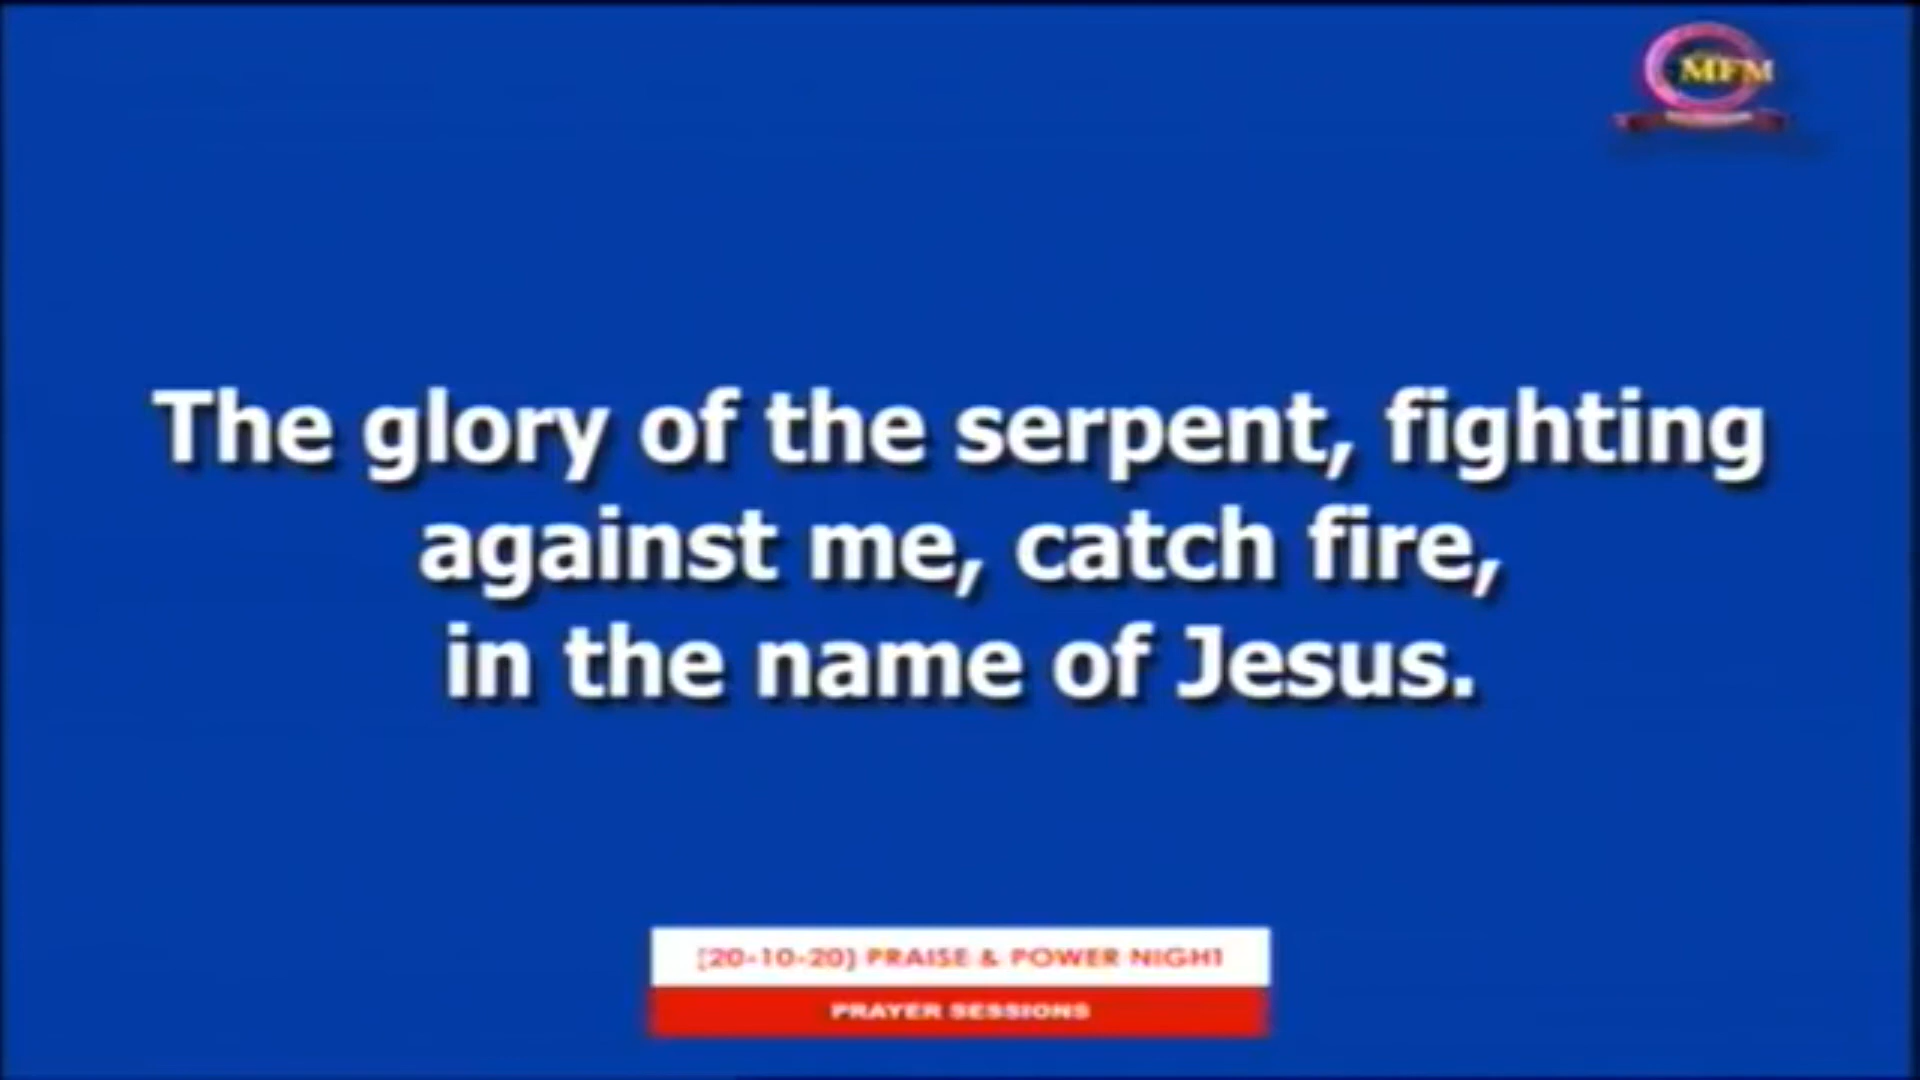 MFM
The glory of the serpent, fighting
against me, catch fire,
in the name of Jesus.
[20-10-20] PRAISE & POWER NIGHT
PRAYER SESSIONS